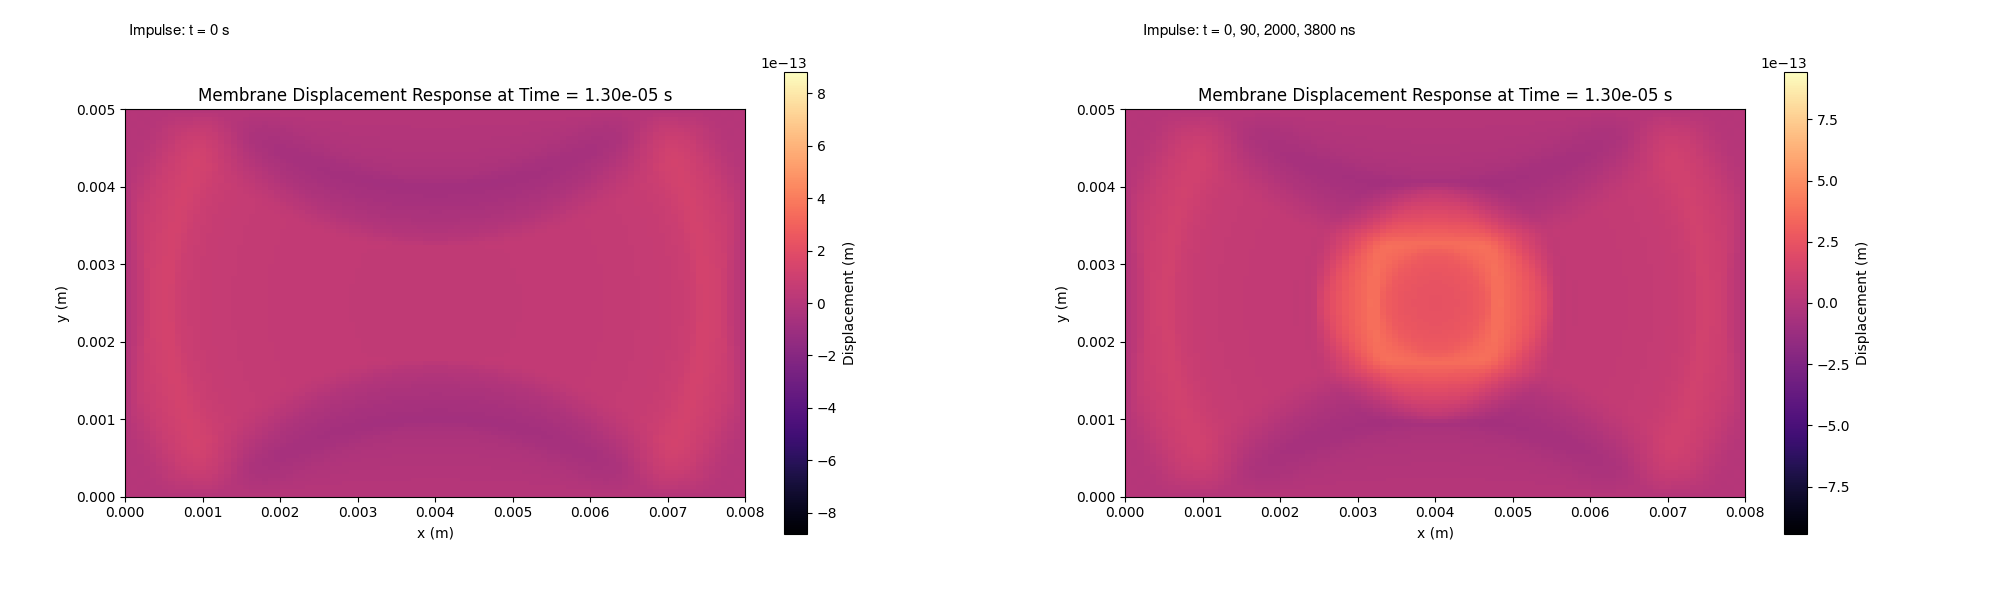 Impulse: t = 0 s
Membrane Displacement Response at Time = 1.30e-05 s
1e−13
0.005
0.004
0.003
0.002
0.001
0.000
y (m)
0.000 0.001 0.002 0.003 0.004 0.005 0.006 0.007 0.008
x (m)
8
6
4
2
0
−2
−4
−6
−8
Displacement (m)
Impulse: t = 0, 90, 2000, 3800 ns
Membrane Displacement Response at Time = 1.30e-05 s
1e−13
0.005
0.004
0.003
0.002
0.001
0.000
y (m)
0.000 0.001 0.002 0.003 0.004 0.005 0.006 0.007 0.008
x (m)
7.5
5.0
2.5
0.0
−2.5
−5.0
−7.5
Displacement (m)